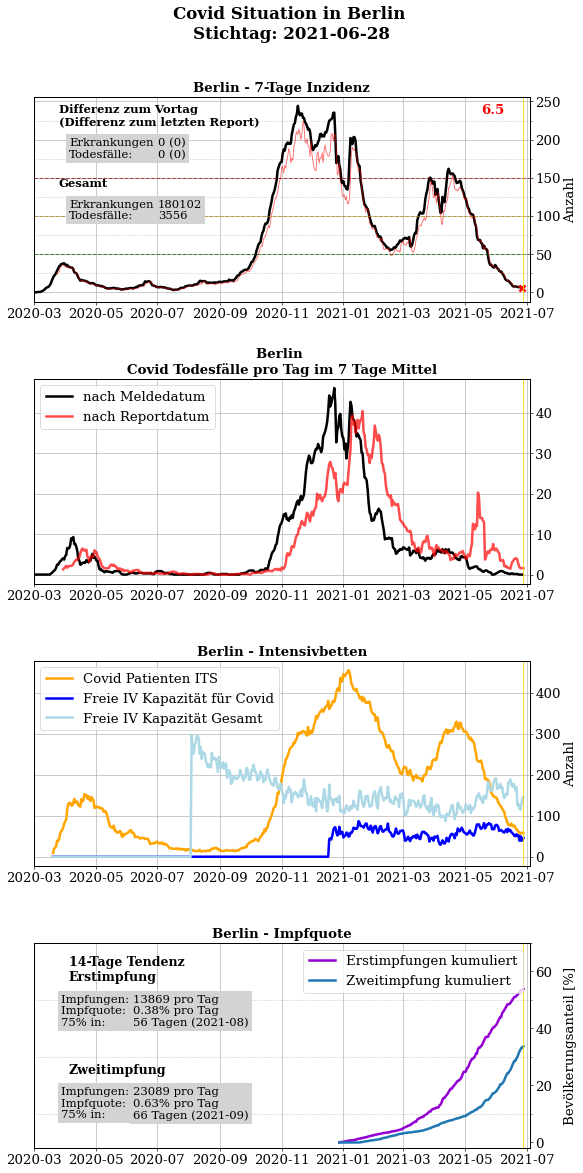 Covid Situation in Berlin
Stichtag: 2021-06-28
Berlin - 7-Tage Inzidenz
Differenz zum Vortag
(Differenz zum letzten Report)
Erkrankungen 0 (0)
Todesfälle: 0 (0)
Gesamt
Erkrankungen 180102
Todesfälle: 3556
6.5
250
200
150
100
50
0
Anzahl
2020-03 2020-05 2020-07 2020-09 2020-11 2021-01 2021-03 2021-05 2021-07
Berlin
Covid Todesfälle pro Tag im 7 Tage Mittel
nach Meldedatum
nach Reportdatum
40
30
20
10
0
2020-03 2020-05 2020-07 2020-09 2020-11 2021-01 2021-03 2021-05 2021-07
Berlin - Intensivbetten
Covid Patienten ITS
Freie IV Kapazität für Covid
Freie IV Kapazität Gesamt
400
300
200
100
0
Anzahl
2020-03 2020-05 2020-07 2020-09 2020-11 2021-01 2021-03 2021-05 2021-07
Berlin - Impfquote
14-Tage Tendenz
Erstimpfung
Impfungen: 13869 pro Tag
Impfquote: 0.38% pro Tag
75% in: 56 Tagen (2021-08)
Zweitimpfung
Impfungen: 23089 pro Tag
Impfquote: 0.63% pro Tag
75% in: 66 Tagen (2021-09)
Erstimpfungen kumuliert
Zweitimpfung kumuliert
60
40
20
0
Bevölkerungsanteil [%]
2020-03 2020-05 2020-07 2020-09 2020-11 2021-01 2021-03 2021-05 2021-07